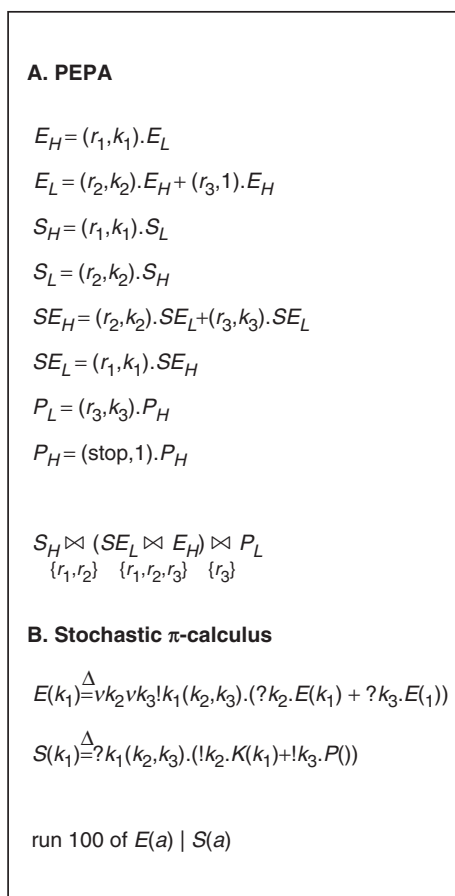 A. PEPA
E_H = (r_1,k_1).E_L
E_L = (r_2,k_2).E_H + (r_3,1).E_H
S_H = (r_1,k_1).S_L
S_L = (r_2,k_2).S_H
SE_H = (r_2,k_2).SE_L+(r_3,k_3).SE_L
SE_L = (r_1,k_1).SE_H
P_L = (r_3,k_3).P_H
P_H = (stop,1).P_H
S_H ⋈ (SE_L ⋈ E_H) ⋈ P_L
{r_1,r_2} {r_1,r_2,r_3} {r_3}
B. Stochastic π-calculus
E(k_1)≜νk_2νk_3!k_1(k_2,k_3).(?k_2.E(k_1) + ?k_3.E(_1))
S(k_1)≜?k_1(k_2,k_3).(!k_2.K(k_1)+!k_3.P())
run 100 of E(a) | S(a)